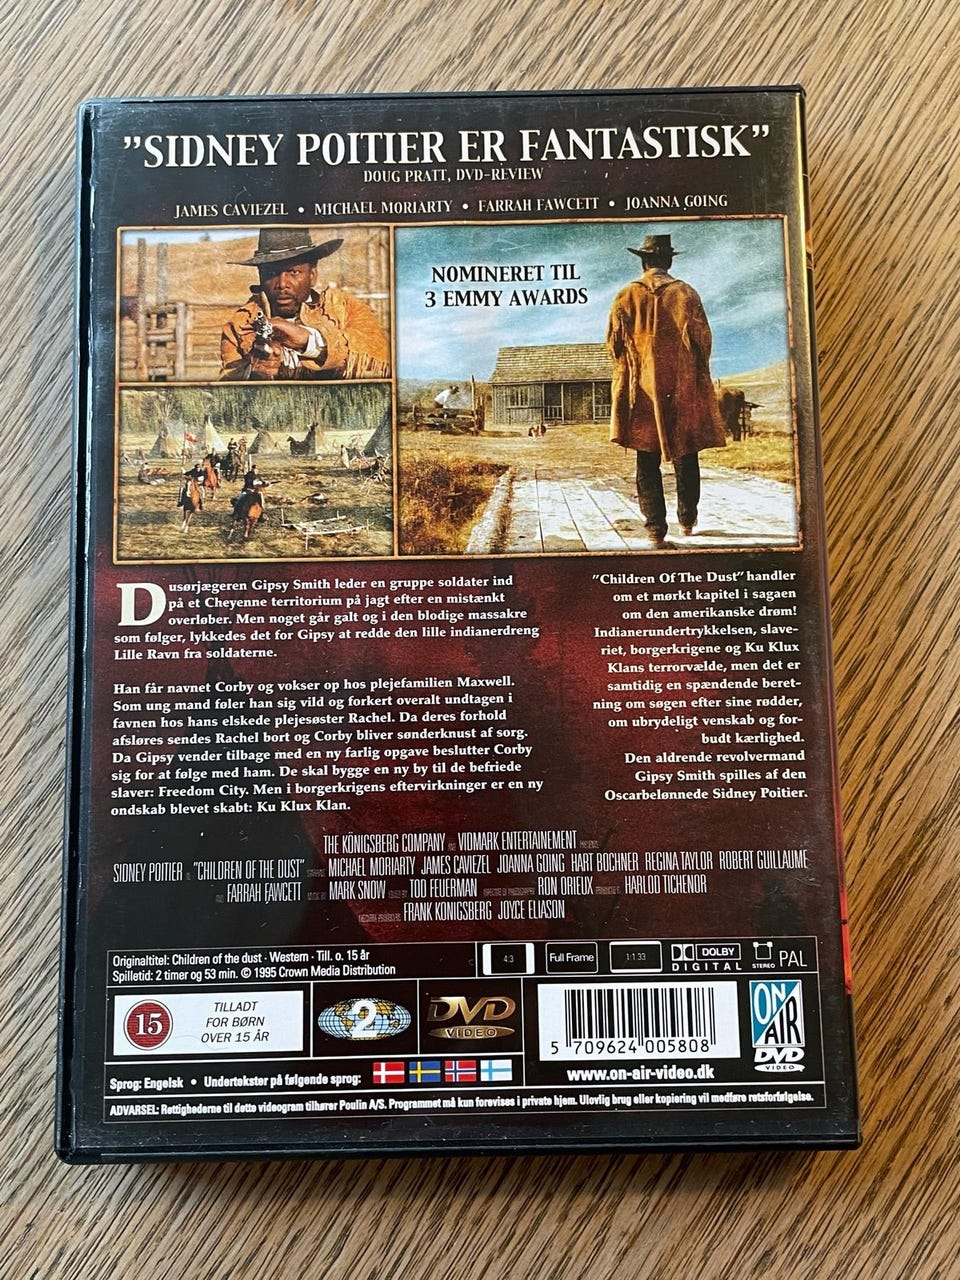 "SIDNEY POITIER ER FANTASTISK"
DOUG PRATT, DVD-REVIEW
JAMES CAVIEZEL • MICHAEL MORIARTY • FARRAH FAWCETT • JOANNA GOING
NOMINERET TIL
3 EMMY AWARDS
Dusørjægeren Gipsy Smith leder en gruppe soldater ind
på et Cheyenne territorium på jagt efter en mistænkt
overløber. Men noget går galt og i den blodige massakre
som følger, lykkedes det for Gipsy at redde den lille indianerdreng
Lille Ravn fra soldaterne.
Han får navnet Corby og vokser op hos plejefamilien Maxwell.
Som ung mand føler han sig vild og forkert overalt undtagen i
favnen hos hans elskede plejesøster Rachel. Da deres forhold
afsløres sendes Rachel bort og Corby bliver sønderknust af sorg.
Da Gipsy vender tilbage med en ny farlig opgave beslutter Corby
sig for at følge med ham. De skal bygge en ny by til de befriede
slaver: Freedom City. Men i borgerkrigens eftervirkninger er en ny
ondskab blevet skabt: Ku Klux Klan.
"Children Of The Dust" handler
om et mørkt kapitel i sagaen
om den amerikanske drøm!
Indianerundertrykkelsen, slave-
riet, borgerkrigene og Ku Klux
Klans terrorvælde, men det er
samtidig en spændende beret-
ning om søgen efter sine rødder,
om ubrydeligt venskab og for-
budt kærlighed.
Den aldrende revolvermand
Gipsy Smith spilles af den
Oscarbelønnede Sidney Poitier.
THE KÖNIGSBERG COMPANY VIDMARK ENTERTAINEMENT
SIDNEY POITIER "CHILDREN OF THE DUST" MICHAEL MORIARTY JAMES CAVIEZEL JOANNA GOING HART BOCHNER REGINA TAYLOR ROBERT GUILLAUME
FARRAH FAWCETT MARK SNOW TOD FEUERMAN RON ORIEUX HARLOD TICHENOR
FRANK KONIGSBERG JOYCE ELIASON
Originaltitel: Children of the dust - Western - Till. o. 15 år
Spilletid: 2 timer og 53 min. © 1995 Crown Media Distribution
4:3
Full Frame
1:1.33
DOLBY
DIGITAL
STEREO
PAL
15
TILLADT
FOR BØRN
OVER 15 ÅR
2
DVD
VIDEO
5 709624 005808
www.on-air-video.dk
ON
AIR
DVD
VIDEO
Sprog: Engelsk • Undertekster på følgende sprog:
ADVARSEL: Rettighederne til dette videogram tilhører Poulin A/S. Programmet må kun forevises i private hjem. Ulovlig brug eller kopiering vil medføre retsforfølgelse.